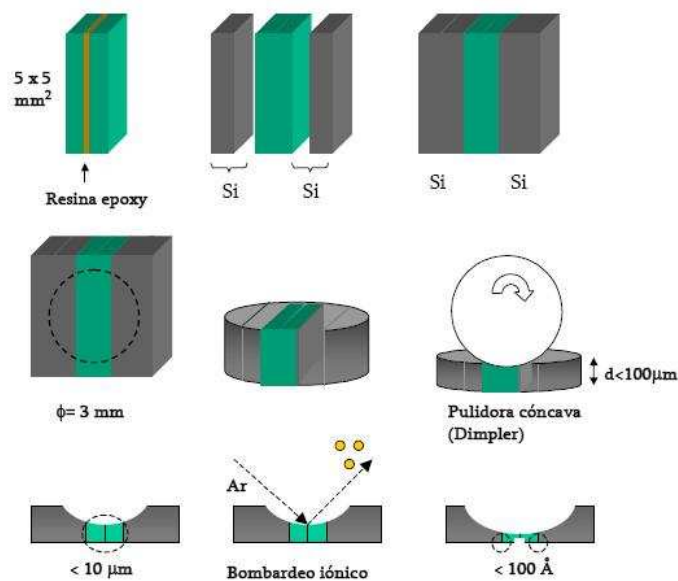 5 x 5
mm²
Resina epoxy
Si
Si
Si
Si
ϕ= 3 mm
d<100μm
Pulidora cóncava
(Dimpler)
Ar
< 10 μm
Bombardeo iónico
<100 Å